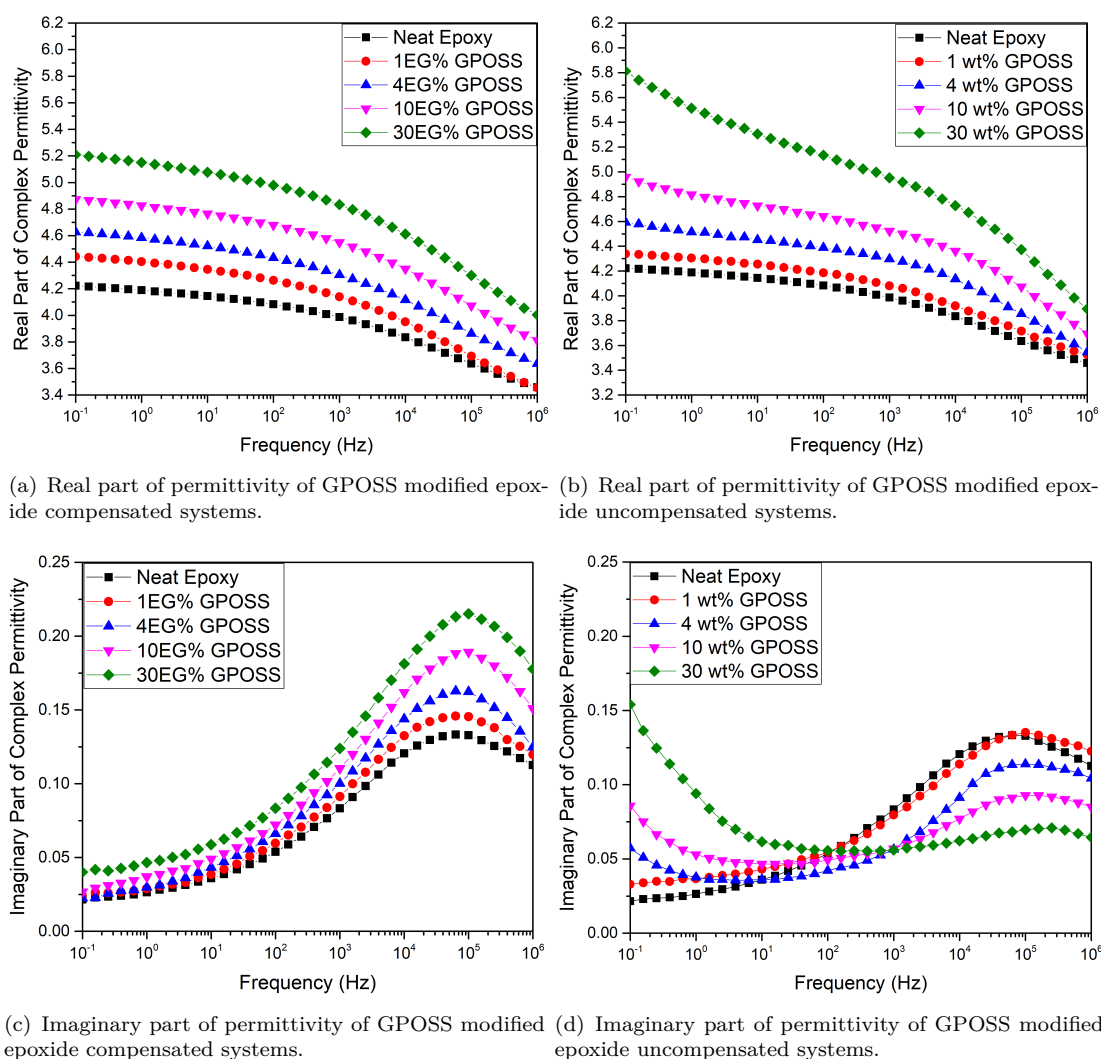 6.2
6.0
5.8
5.6
5.4
5.2
5.0
4.8
4.6
4.4
4.2
4.0
3.8
3.6
3.4
Real Part of Complex Permittivity
Neat Epoxy
1EG% GPOSS
4EG% GPOSS
10EG% GPOSS
30EG% GPOSS
10⁻¹ 10⁰ 10¹ 10² 10³ 10⁴ 10⁵ 10⁶
Frequency (Hz)
6.2
6.0
5.8
5.6
5.4
5.2
5.0
4.8
4.6
4.4
4.2
4.0
3.8
3.6
3.4
3.2
Real Part of Complex Permittivity
Neat Epoxy
1 wt% GPOSS
4 wt% GPOSS
10 wt% GPOSS
30 wt% GPOSS
10⁻¹ 10⁰ 10¹ 10² 10³ 10⁴ 10⁵ 10⁶
Frequency (Hz)
(a) Real part of permittivity of GPOSS modified epox-
ide compensated systems.
(b) Real part of permittivity of GPOSS modified epox-
ide uncompensated systems.
0.25
0.20
0.15
0.10
0.05
0.00
Imaginary Part of Complex Permittivity
Neat Epoxy
1EG% GPOSS
4EG% GPOSS
10EG% GPOSS
30EG% GPOSS
10⁻¹ 10⁰ 10¹ 10² 10³ 10⁴ 10⁵ 10⁶
Frequency (Hz)
0.25
0.20
0.15
0.10
0.05
0.00
Imaginary Part of Complex Permittivity
Neat Epoxy
1 wt% GPOSS
4 wt% GPOSS
10 wt% GPOSS
30 wt% GPOSS
10⁻¹ 10⁰ 10¹ 10² 10³ 10⁴ 10⁵ 10⁶
Frequency (Hz)
(c) Imaginary part of permittivity of GPOSS modified
epoxide compensated systems.
(d) Imaginary part of permittivity of GPOSS modified
epoxide uncompensated systems.